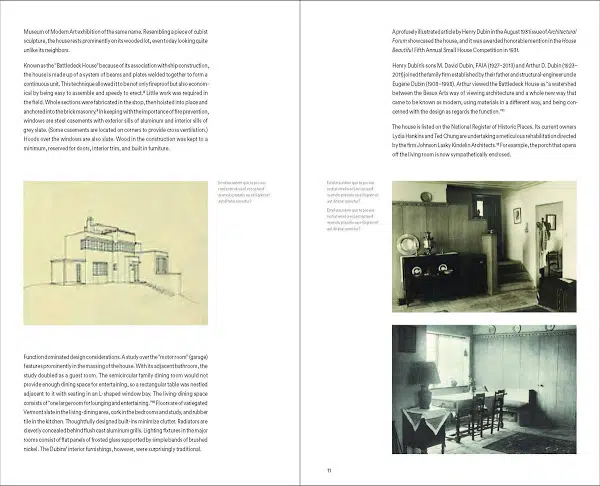 Museum of Modern Art exhibition of the same name. Resembling a piece of cubist
sculpture, the house rests prominently on its wooded lot, even today looking quite
unlike its neighbors.
Known as the "Battledeck House" because of its association with ship construction,
the house is made up of a system of beams and plates welded together to form a
continuous unit. This technique allowed it to be not only fireproof but also econom-
ical by being easy to assemble and speedy to erect. Little work was required in
the field. Whole sections were fabricated in the shop, then hoisted into place and
anchored into the brick masonry. In keeping with the importance of fire prevention,
windows are steel casements with exterior sills of aluminum and interior sills of
grey slate. (Some casements are located on corners to provide cross ventilation.)
Hoods over the windows are also slate. Wood in the construction was kept to a
minimum, reserved for doors, interior trim, and built in furniture.
Function dominated design considerations. A study over the "motor room" (garage)
features prominently in the massing of the house. With its adjacent bathroom, the
study doubled as a guest room. The semicircular family dining room would not
provide enough dining space for entertaining, so a rectangular table was nestled
adjacent to it with seating in an L-shaped window bay. The living dining space
consists of "one large room for lounging and entertaining." Floors are of variegated
Vermont slate in the living-dining area, cork in the bedrooms and study, and rubber
tile in the kitchen. Thoughtfully designed built-ins minimize clutter. Radiators are
cleverly concealed behind flush cast aluminum grills. Lighting fixtures in the major
rooms consist of flat panels of frosted glass supported by simple bands of brushed
nickel. The Dubins' interior furnishings, however, were surprisingly traditional.
A profusely illustrated article by Henry Dubin in the August 1931 issue of Architectural
Forum showcased the house, and it was awarded honorable mention in the House
Beautiful Fifth Annual Small House Competition in 1931.
Henry Dubin's sons M. David Dubin, FAIA (1927–2013) and Arthur D. Dubin (1923–
2011) joined the family firm established by their father and structural-engineer uncle
Eugene Dubin (1908–1998). Arthur viewed the Battledeck House as "a watershed
between the Beaux Arts way of viewing architecture and a whole new way that
came to be known as modern, using materials in a different way, and being con-
cerned with the design as regards the function."
The house is listed on the National Register of Historic Places. Its current owners
Lydia Hankins and Ted Chung are undertaking a meticulous rehabilitation directed
by the firm Johnson Lasky Kindelin Architects. For example, the porch that opens
off the living room is now sympathetically enclosed.
11